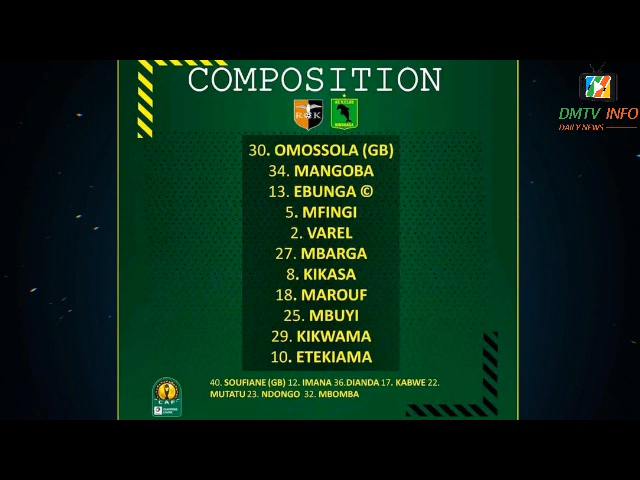 COMPOSITION
DMTV INFO
DAILY NEWS
30. OMOSSOLA (GB)
34. MANGOBA
13. EBUNGA ©
5. MFINGI
2. VAREL
27. MBARGA
8. KIKASA
18. MAROUF
25. MBUYI
29. KIKWAMA
10. ETEKIAMA
40. SOUFIANE (GB) 12. IMANA 36.DIANDA 17. KABWE 22.
MUTATU 23. NDONGO 32. MBOMBA
CAF